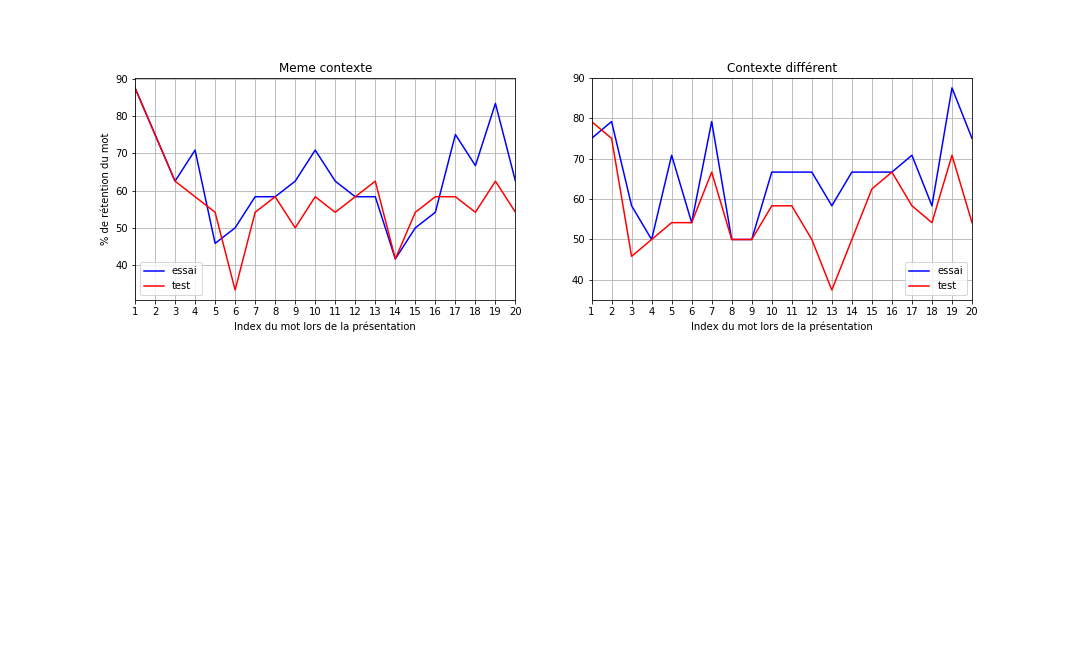 Meme contexte
% de rétention du mot
90
80
70
60
50
40
essai
test
1 2 3 4 5 6 7 8 9 10 11 12 13 14 15 16 17 18 19 20
Index du mot lors de la présentation
Contexte différent
90
80
70
60
50
40
essai
test
1 2 3 4 5 6 7 8 9 10 11 12 13 14 15 16 17 18 19 20
Index du mot lors de la présentation